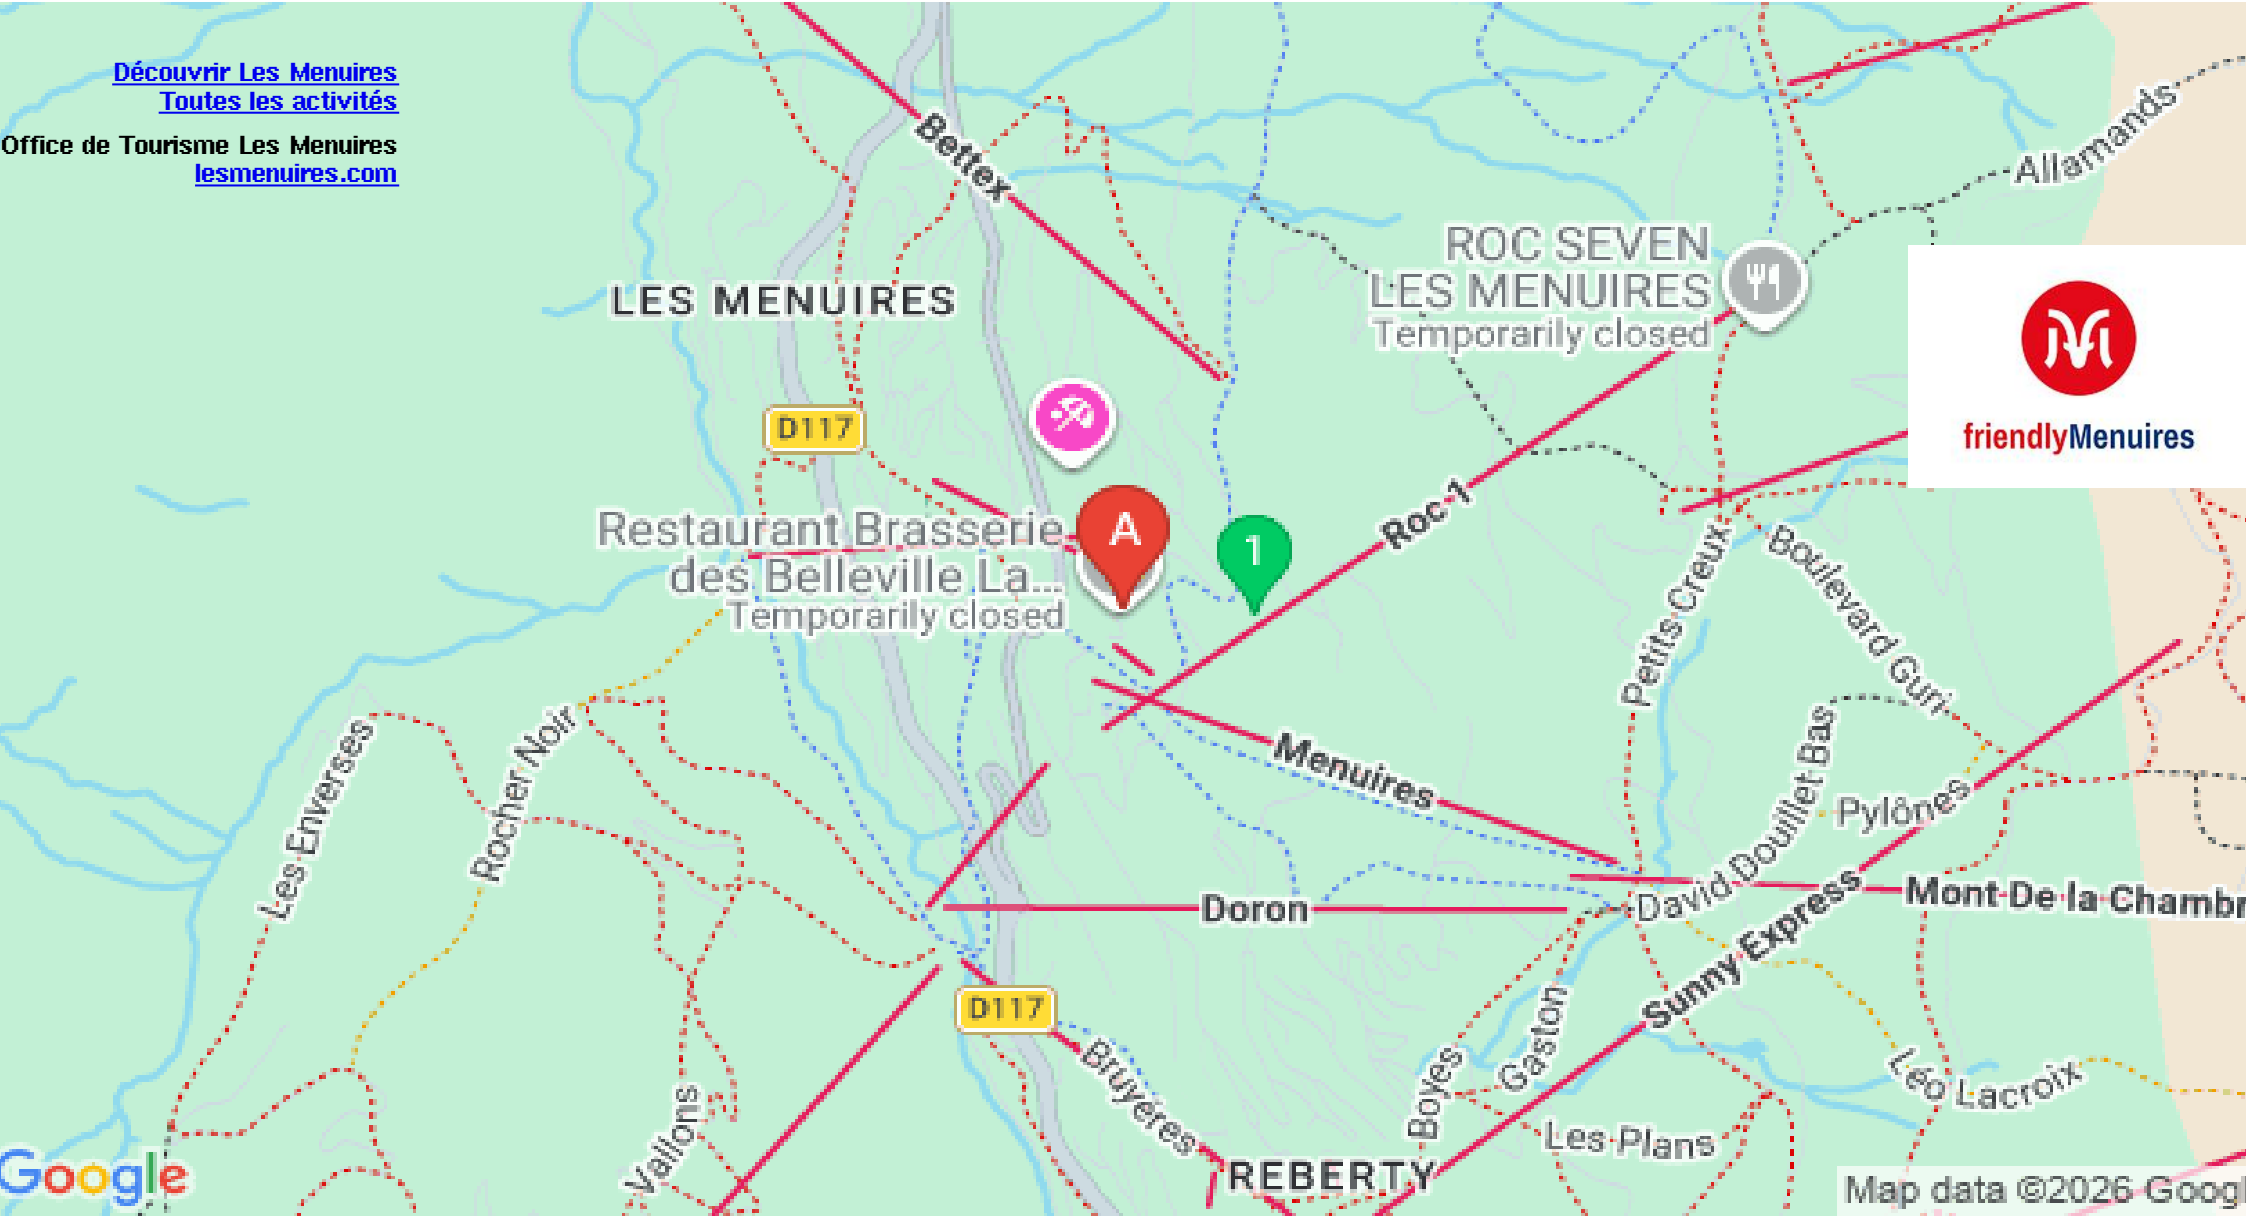 Découvrir Les Menuires
Toutes les activités
Office de Tourisme Les Menuires
lesmenuires.com
Bettex
Allamands
ROC SEVEN
LES MENUIRES
Temporarily closed
LES MENUIRES
friendlyMenuires
D117
Roc 1
Restaurant Brasserie
des Belleville La...
Temporarily closed
A
1
Petits Creux
Boulevard Guri
Les Enverses
Rocher Noir
Menuires
David Douillet Bas
Pylônes
Doron
Mont De la Chambr
Sunny Express
D117
Bruyères
Boyes
Gaston
Léo Lacroix
Les Plans
Vallons
REBERTY
Google
Map data ©2026 Googl